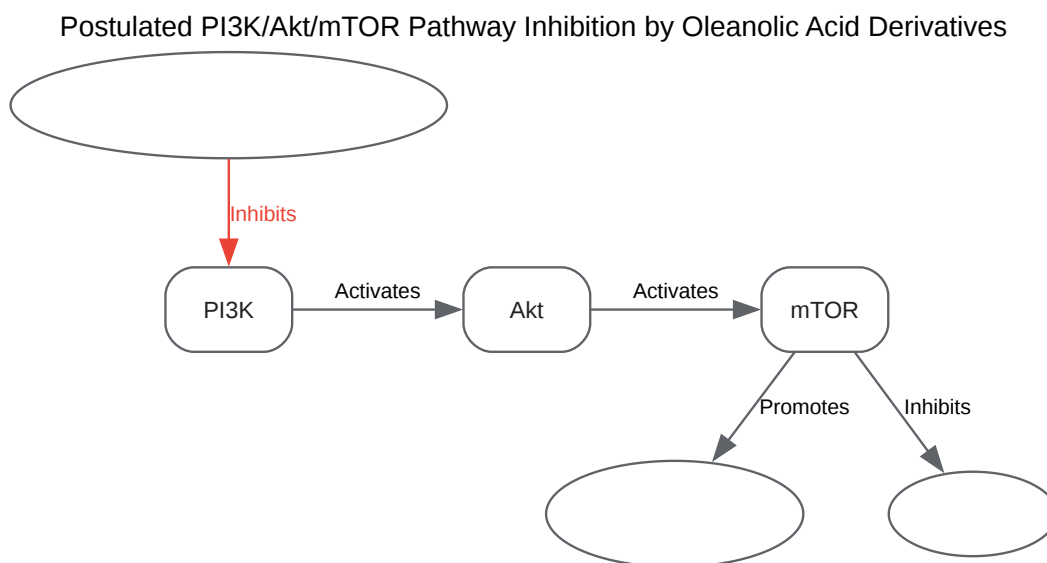 Postulated PI3K/Akt/mTOR Pathway Inhibition by Oleanolic Acid Derivatives
Inhibits
PI3K
Activates
Akt
Activates
mTOR
Promotes
Inhibits